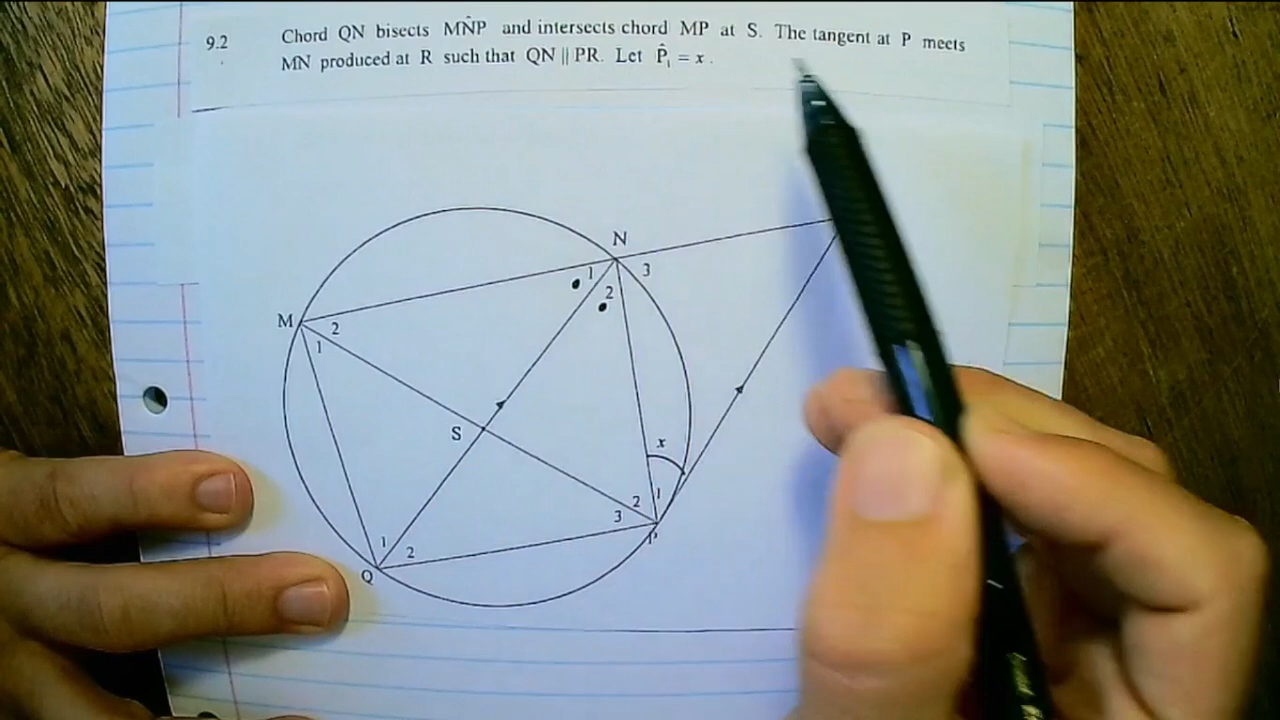 9.2 Chord QN bisects MN̂P and intersects chord MP at S. The tangent at P meets
MN produced at R such that QN || PR. Let P̂₁ = x .
N
1 3
2
M 2
1
S
x
2 1
3
P
1 2
Q